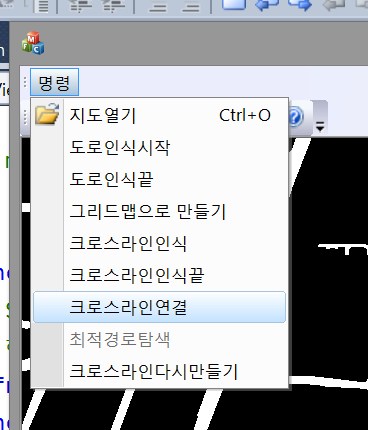 명령
지도열기 Ctrl+O
도로인식시작
도로인식끝
그리드맵으로 만들기
크로스라인인식
크로스라인인식끝
크로스라인연결
최적경로탐색
크로스라인다시만들기